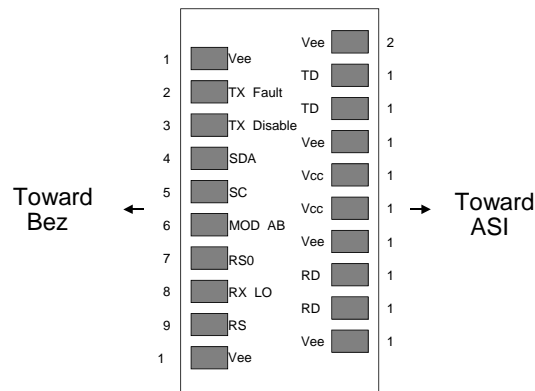 Toward
Bez
1 Vee
2 TX Fault
3 TX Disable
4 SDA
5 SC
6 MOD AB
7 RS0
8 RX LO
9 RS
1 Vee
Vee 2
TD 1
TD 1
Vee 1
Vcc 1
Vcc 1
Vee 1
RD 1
RD 1
Vee 1
Toward
ASI